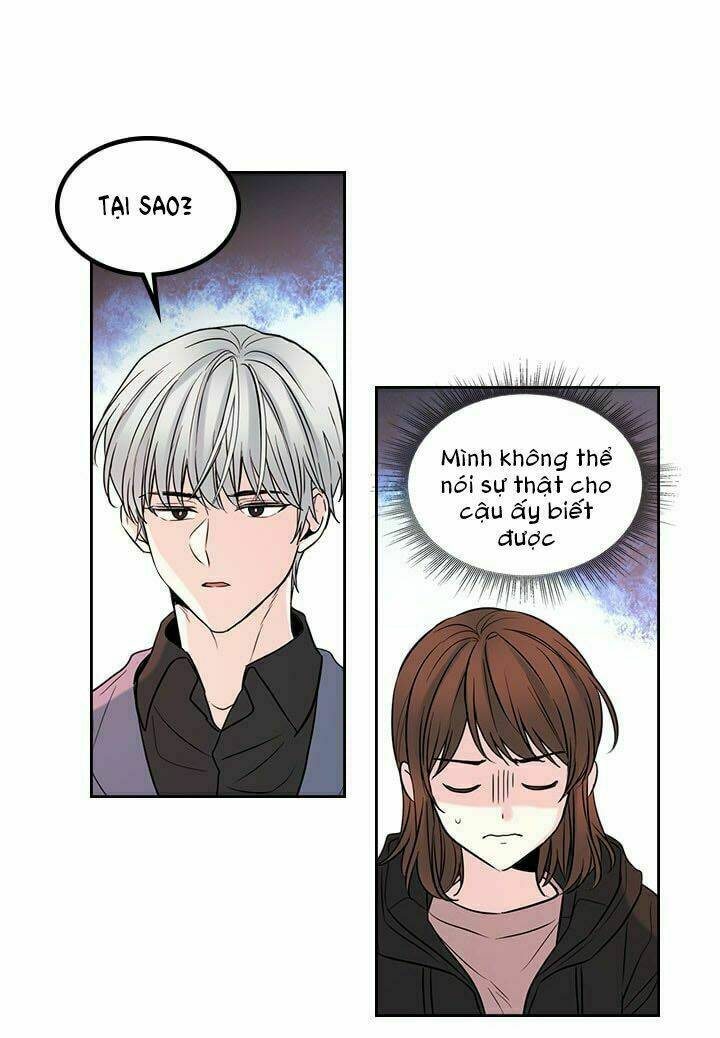 TẠI SAO?
Mình không thể
nói sự thật cho
cậu ấy biết
được